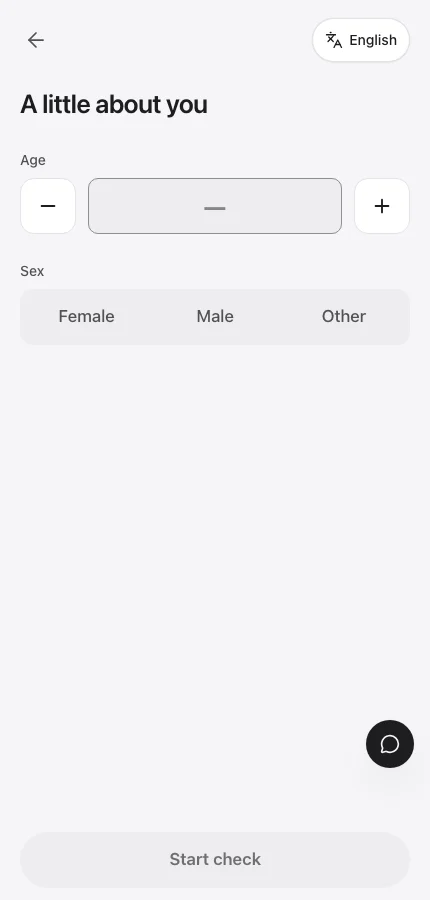 English
A little about you
Age
—
Sex
Female Male Other
Start check